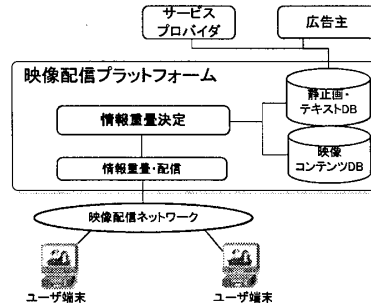 サービス
プロバイダ
広告主
映像配信プラットフォーム
静止画・
テキストDB
情報重畳決定
映像
コンテンツDB
情報重畳・配信
映像配信ネットワーク
ユーザ端末
ユーザ端末